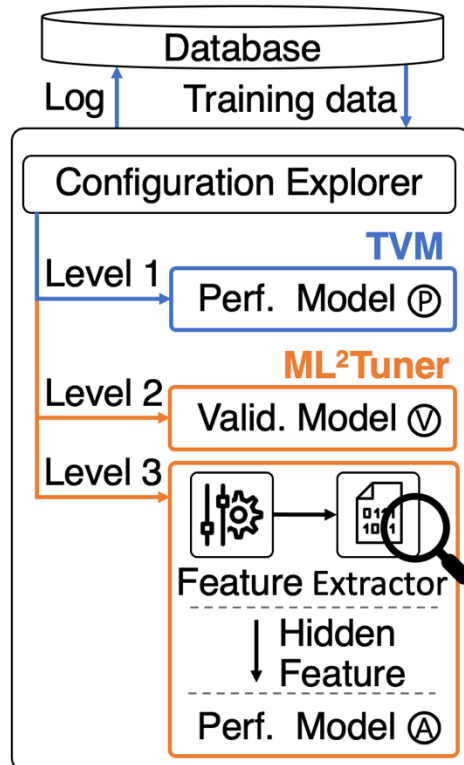 Database
Log
Training data
Configuration Explorer
TVM
Level 1
Perf. Model Ⓟ
ML²Tuner
Level 2
Valid. Model Ⓥ
Level 3
011
1001
Feature Extractor
Hidden
Feature
Perf. Model Ⓐ